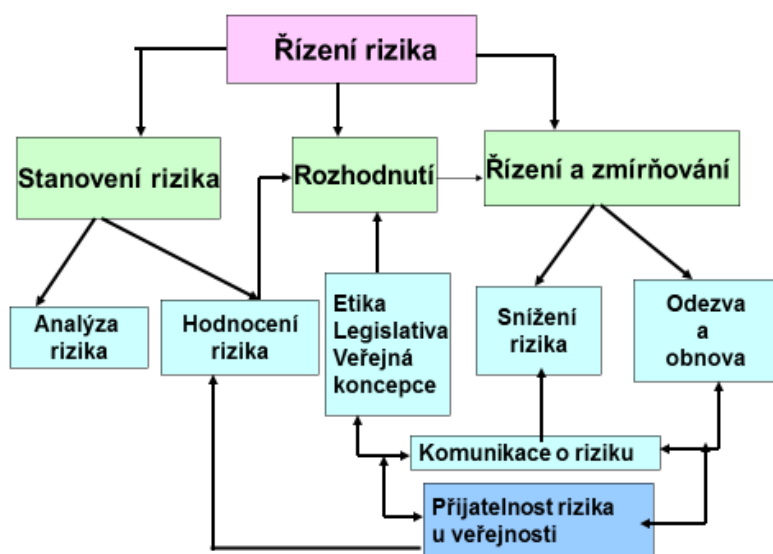 Řízení rizika
Stanovení rizika
Rozhodnutí
Řízení a zmírňování
Analýza
rizika
Hodnocení
rizika
Etika
Legislativa
Veřejná
koncepce
Snížení
rizika
Odezva
a
obnova
Komunikace o riziku
Přijatelnost rizika
u veřejnosti